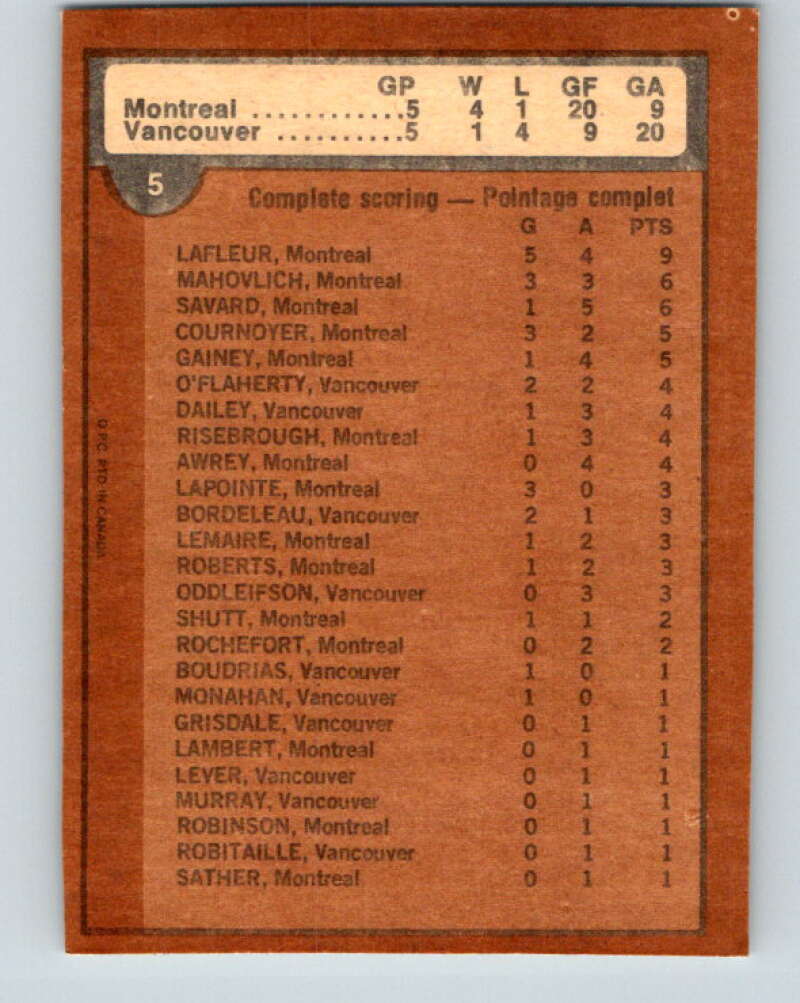 GP W L GF GA
Montreal ............5 4 1 20 9
Vancouver ..........5 1 4 9 20
5
Complete scoring — Pointage complet
G A PTS
LAFLEUR, Montreal 5 4 9
MAHOVLICH, Montreal 3 3 6
SAVARD, Montreal 1 5 6
COURNOYER, Montreal 3 2 5
GAINEY, Montreal 1 4 5
O'FLAHERTY, Vancouver 2 2 4
DAILEY, Vancouver 1 3 4
RISEBROUGH, Montreal 1 3 4
AWREY, Montreal 0 4 4
LAPOINTE, Montreal 3 0 3
BORDELEAU, Vancouver 2 1 3
LEMAIRE, Montreal 1 2 3
ROBERTS, Montreal 1 2 3
ODDLEIFSON, Vancouver 0 3 3
SHUTT, Montreal 1 1 2
ROCHEFORT, Montreal 0 2 2
BOUDRIAS, Vancouver 1 0 1
MONAHAN, Vancouver 1 0 1
GRISDALE, Vancouver 0 1 1
LAMBERT, Montreal 0 1 1
LEVER, Vancouver 0 1 1
MURRAY, Vancouver 0 1 1
ROBINSON, Montreal 0 1 1
ROBITAILLE, Vancouver 0 1 1
SATHER, Montreal 0 1 1
O.P.C. PTD. IN CANADA